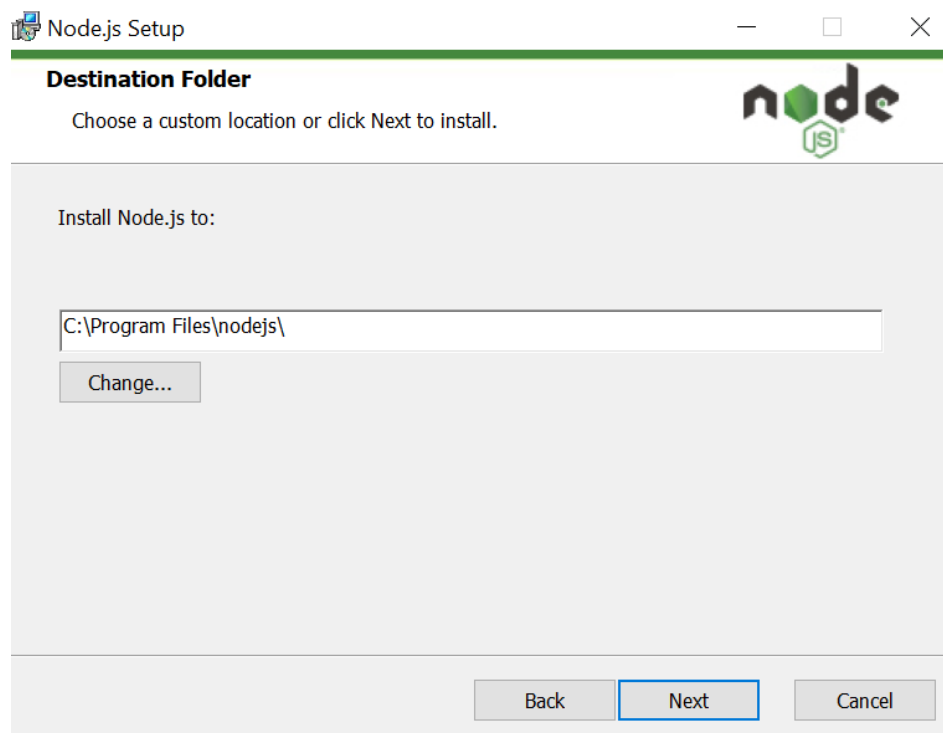 Node.js Setup
Destination Folder
Choose a custom location or click Next to install.
node
JS
Install Node.js to:
C:\Program Files\nodejs\
Change...
Back
Next
Cancel